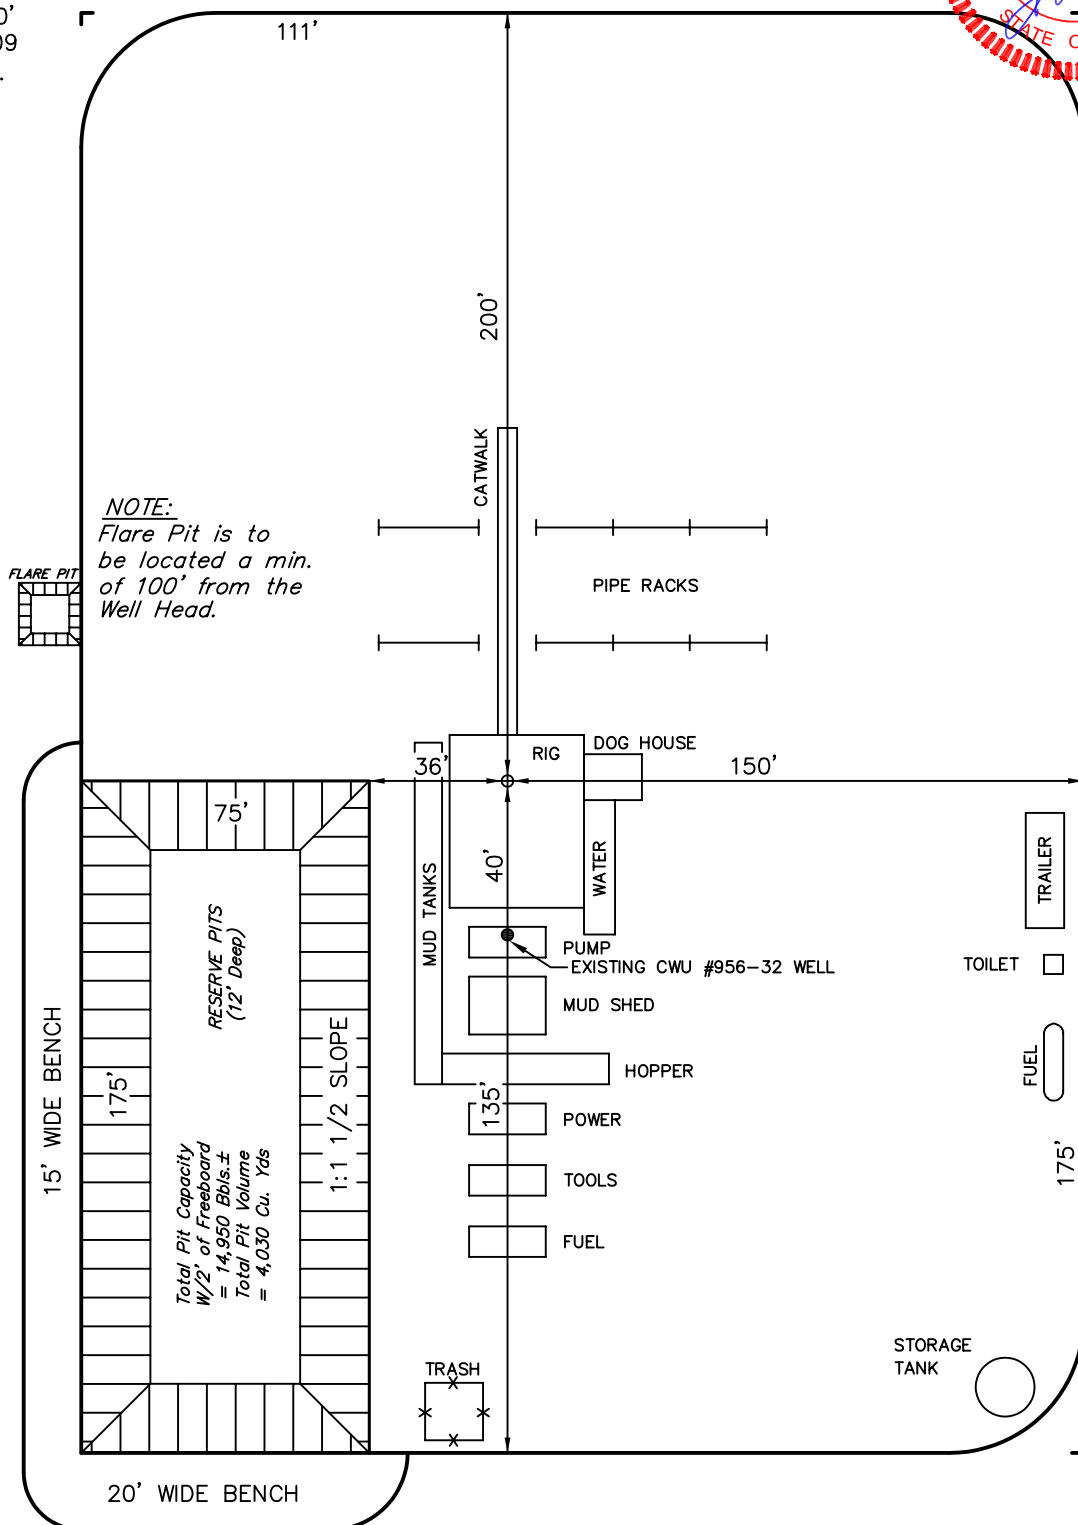 0'
09
.
111'
STATE O
200'
CATWALK
NOTE:
Flare Pit is to
be located a min.
of 100' from the
Well Head.
FLARE PIT
PIPE RACKS
RIG
DOG HOUSE
36'
150'
75'
40'
WATER
TRAILER
MUD TANKS
RESERVE PITS
(12' Deep)
PUMP
EXISTING CWU #956-32 WELL
TOILET
MUD SHED
15' WIDE BENCH
175'
1:1 1/2 SLOPE
HOPPER
FUEL
135'
POWER
175'
Total Pit Capacity
W/2' of Freeboard
= 14,950 Bbls.±
Total Pit Volume
= 4,030 Cu. Yds
TOOLS
FUEL
STORAGE
TANK
TRASH
20' WIDE BENCH